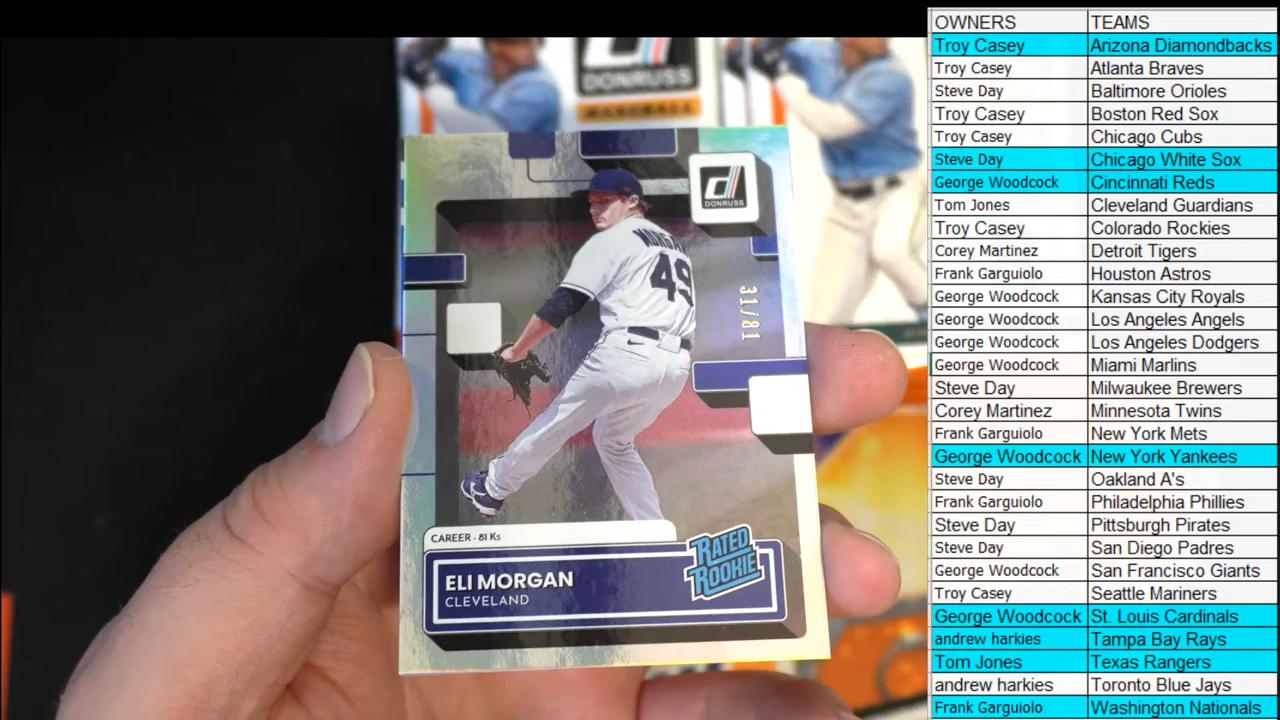 DONRUSS
BASEBALL
DONRUSS
MORGAN
49
31/81
CAREER - 81 Ks
RATED
ROOKIE
ELI MORGAN
CLEVELAND
OWNERS TEAMS
Troy Casey Arizona Diamondbacks
Troy Casey Atlanta Braves
Steve Day Baltimore Orioles
Troy Casey Boston Red Sox
Troy Casey Chicago Cubs
Steve Day Chicago White Sox
George Woodcock Cincinnati Reds
Tom Jones Cleveland Guardians
Troy Casey Colorado Rockies
Corey Martinez Detroit Tigers
Frank Garguiolo Houston Astros
George Woodcock Kansas City Royals
George Woodcock Los Angeles Angels
George Woodcock Los Angeles Dodgers
George Woodcock Miami Marlins
Steve Day Milwaukee Brewers
Corey Martinez Minnesota Twins
Frank Garguiolo New York Mets
George Woodcock New York Yankees
Steve Day Oakland A's
Frank Garguiolo Philadelphia Phillies
Steve Day Pittsburgh Pirates
Steve Day San Diego Padres
George Woodcock San Francisco Giants
Troy Casey Seattle Mariners
George Woodcock St. Louis Cardinals
andrew harkies Tampa Bay Rays
Tom Jones Texas Rangers
andrew harkies Toronto Blue Jays
Frank Garguiolo Washington Nationals